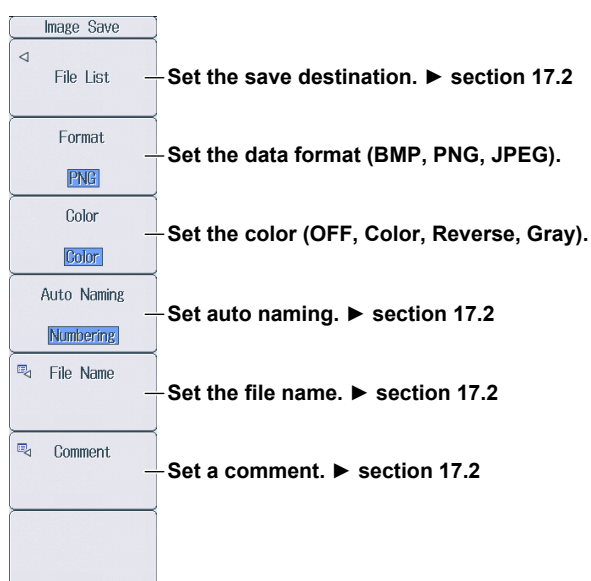 Image Save
File List
Set the save destination. ► section 17.2
Format
PNG
Set the data format (BMP, PNG, JPEG).
Color
Color
Set the color (OFF, Color, Reverse, Gray).
Auto Naming
Numbering
Set auto naming. ► section 17.2
File Name
Set the file name. ► section 17.2
Comment
Set a comment. ► section 17.2